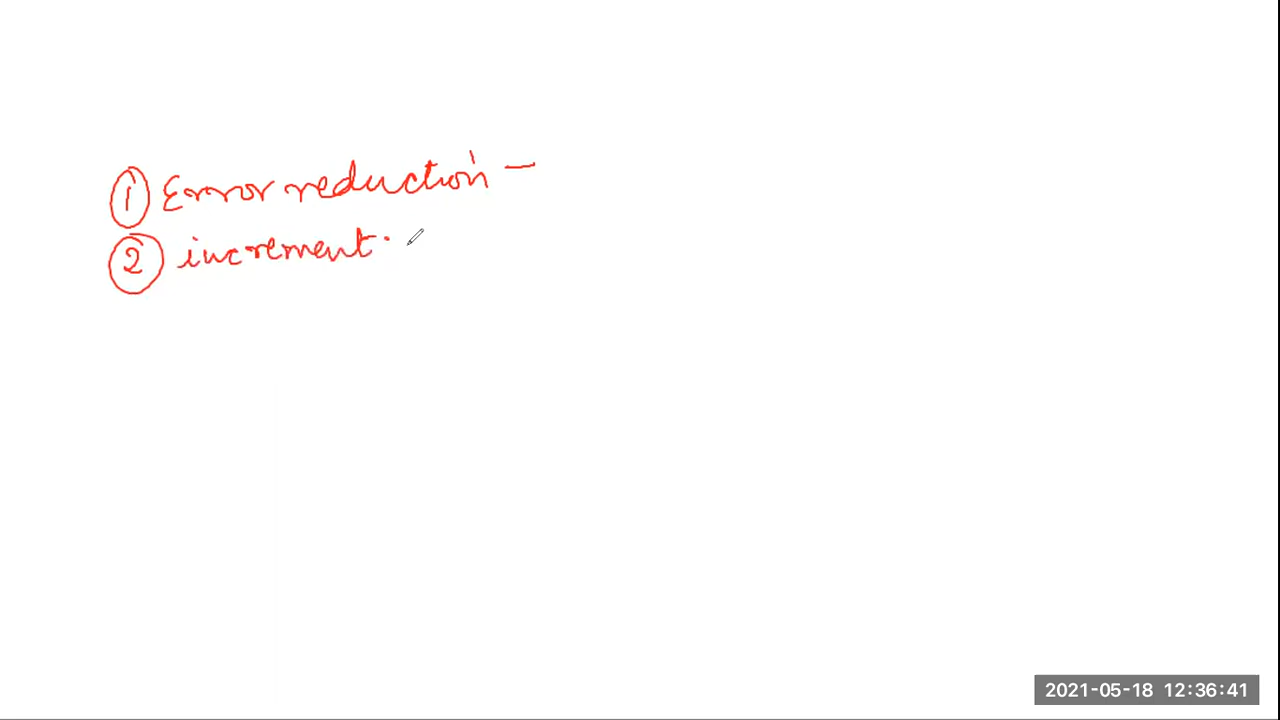 ① Error reduction –
② increment.
2021-05-18 12:36:41